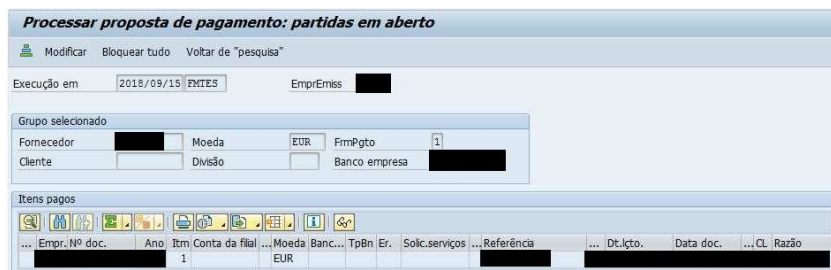 Processar proposta de pagamento: partidas em aberto
Modificar Bloquear tudo Voltar de "pesquisa"
Execução em 2018/09/15 FMTES EmprEmiss
Grupo selecionado
Fornecedor Moeda EUR FrmPgto 1
Cliente Divisão Banco empresa
Itens pagos
... Empr. Nº doc. Ano Itm Conta da filial ... Moeda Banc... TpBn Er. Solic.serviços ... Referência ... Dt.lçto. Data doc. ... CL Razão
1 EUR